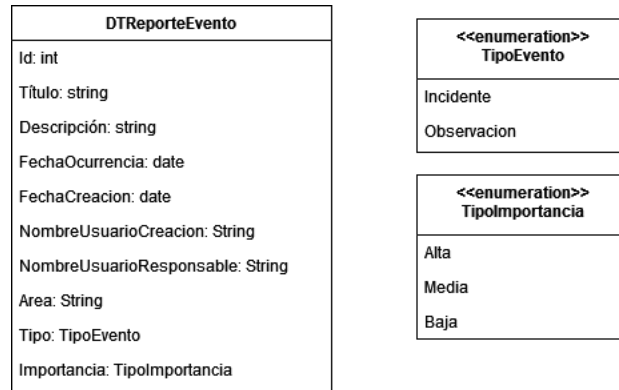 DTReporteEvento
Id: int
Título: string
Descripción: string
FechaOcurrencia: date
FechaCreacion: date
NombreUsuarioCreacion: String
NombreUsuarioResponsable: String
Area: String
Tipo: TipoEvento
Importancia: TipoImportancia
<<enumeration>>
TipoEvento
Incidente
Observacion
<<enumeration>>
TipoImportancia
Alta
Media
Baja